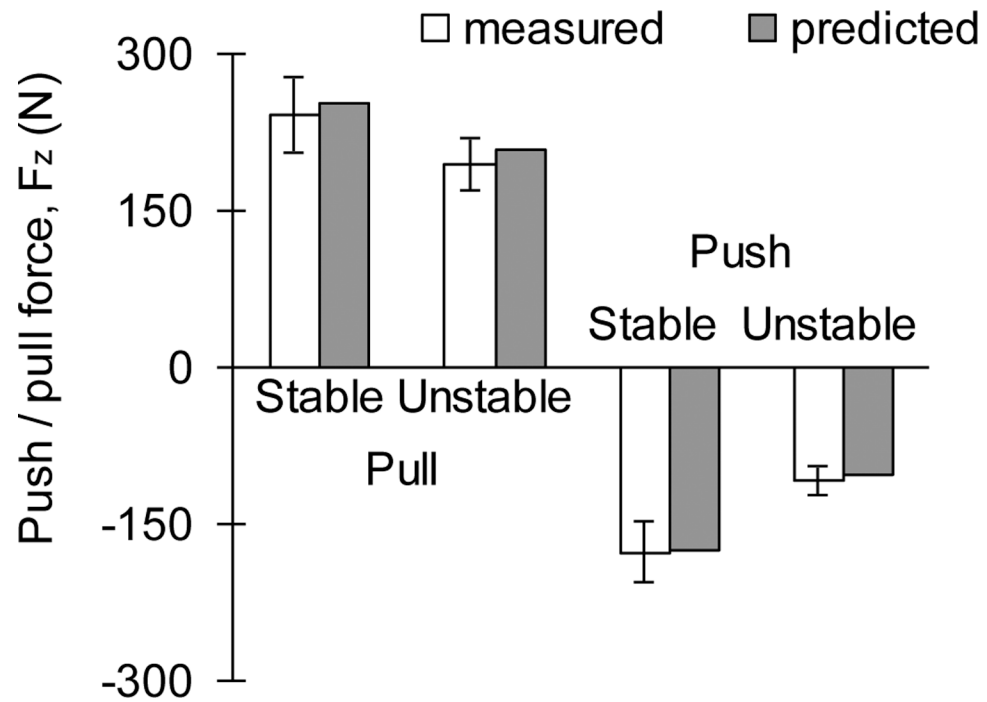 measured predicted
Push / pull force, Fz (N)
300
150
0
-150
-300
Push
Stable Unstable
Stable Unstable
Pull